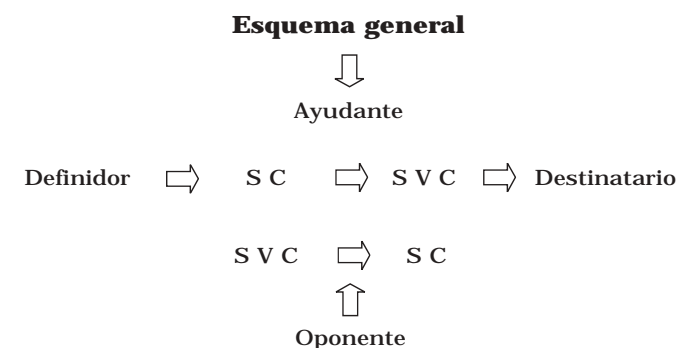 Esquema general
Ayudante
Definidor S C S V C Destinatario
S V C S C
Oponente